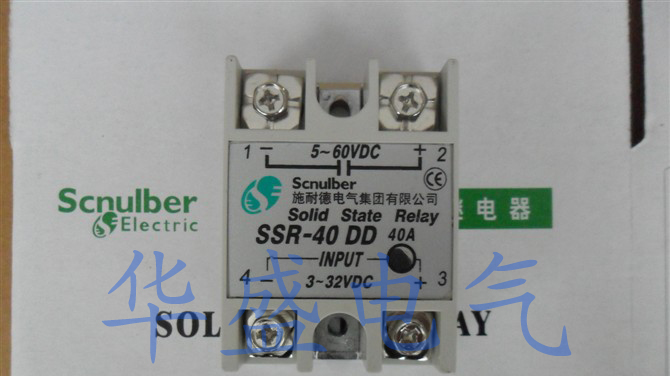 1 − 5~60VDC + 2
Scnulber
CE
施耐德电气集团有限公司
Solid State Relay
SSR-40 DD 40A
INPUT
4 − 3~32VDC + 3
Scnulber
Electric
继电器
SOL AY
华盛电气